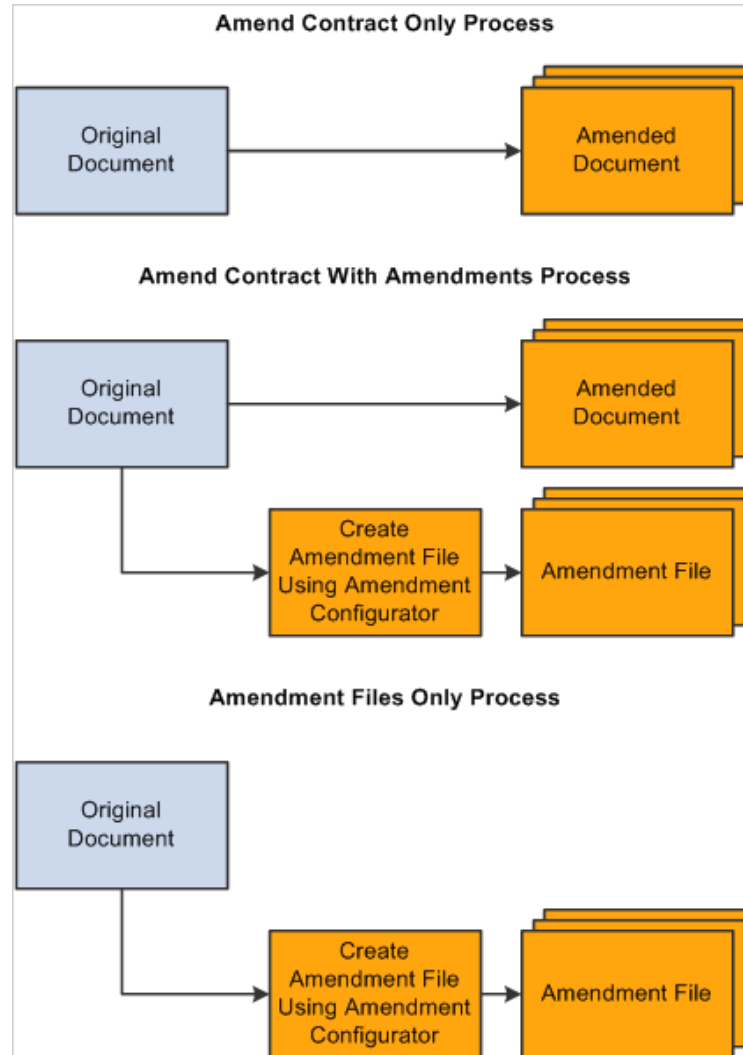 Amend Contract Only Process
Original
Document
Amended
Document
Amend Contract With Amendments Process
Original
Document
Amended
Document
Create
Amendment File
Using Amendment
Configurator
Amendment File
Amendment Files Only Process
Original
Document
Create
Amendment File
Using Amendment
Configurator
Amendment File